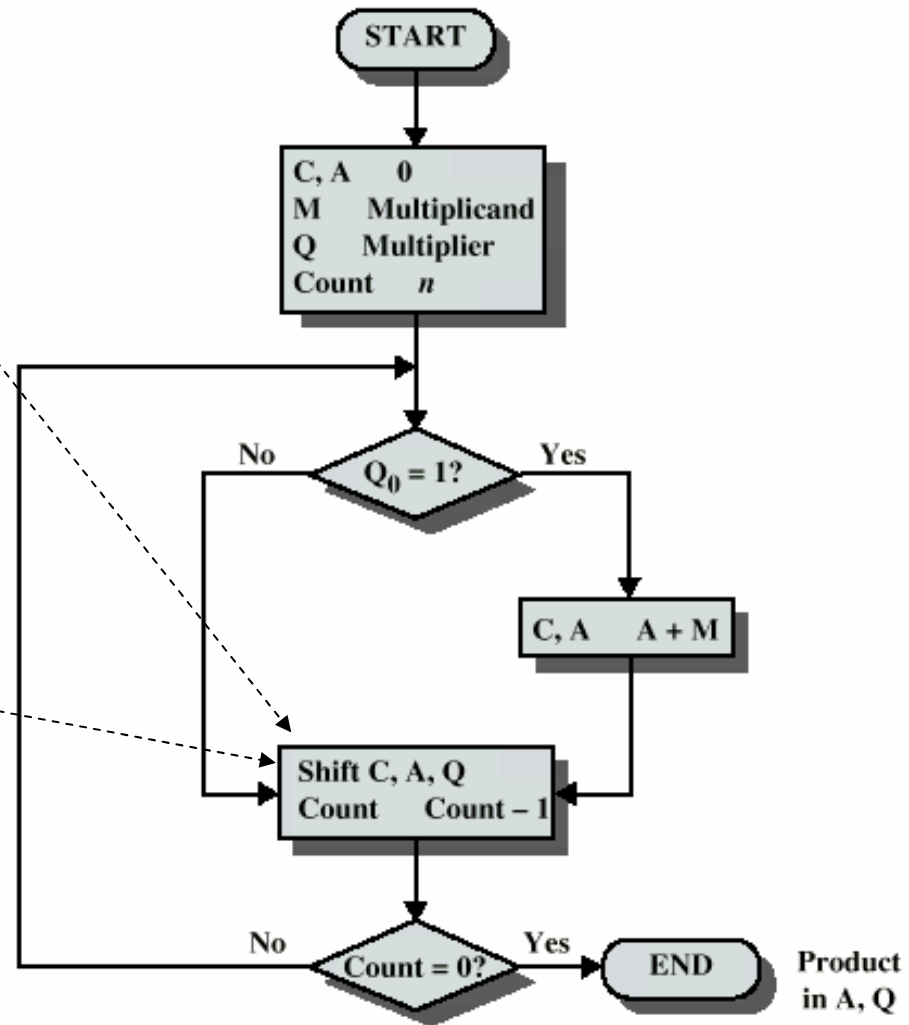 START
C, A 0
M Multiplicand
Q Multiplier
Count n
No
Q0 = 1?
Yes
C, A A + M
Shift C, A, Q
Count Count – 1
No
Count = 0?
Yes
END
Product
in A, Q